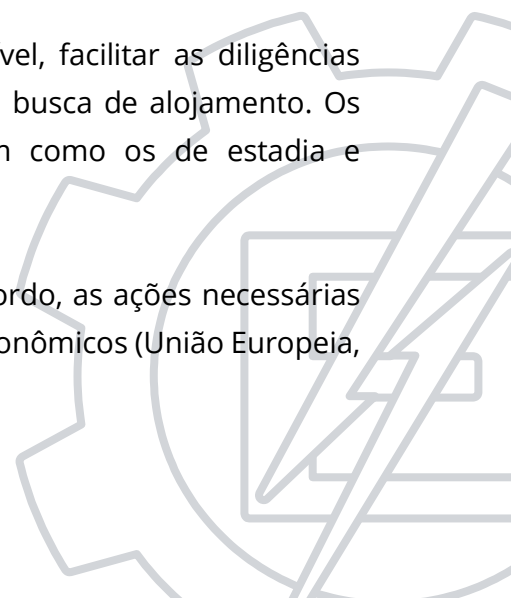 vel, facilitar as diligências
busca de alojamento. Os
como os de estadia e
ordo, as ações necessárias
onômicos (União Europeia,